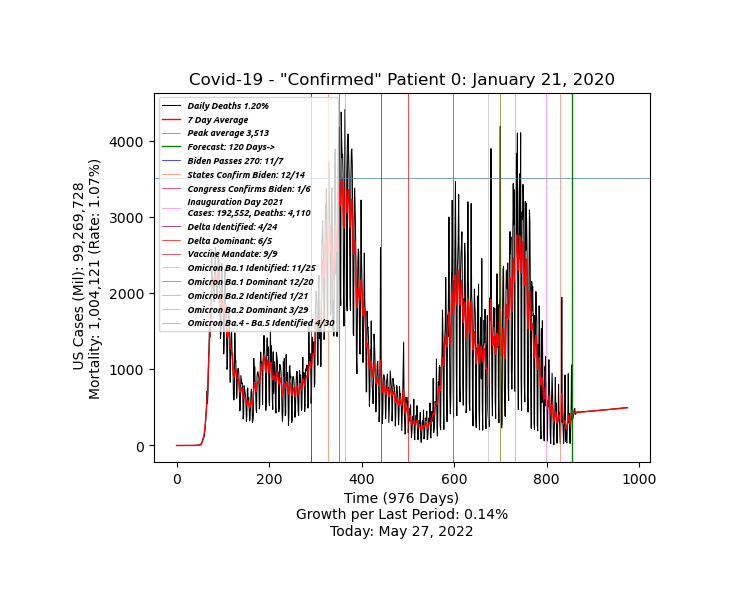 Covid-19 - "Confirmed" Patient 0: January 21, 2020
Daily Deaths 1.20%
7 Day Average
Peak average 3,513
Forecast: 120 Days->
Biden Passes 270: 11/7
States Confirm Biden: 12/14
Congress Confirms Biden: 1/6
Inauguration Day 2021
Cases: 192,552, Deaths: 4,110
Delta Identified: 4/24
Delta Dominant: 6/5
Vaccine Mandate: 9/9
Omicron Ba.1 Identified: 11/25
Omicron Ba.1 Dominant 12/20
Omicron Ba.2 Identified 1/21
Omicron Ba.2 Dominant 3/29
Omicron Ba.4 - Ba.5 Identified 4/30
US Cases (Mil): 99,269,728
Mortality: 1,004,121 (Rate: 1.07%)
4000
3000
2000
1000
0
0 200 400 600 800 1000
Time (976 Days)
Growth per Last Period: 0.14%
Today: May 27, 2022